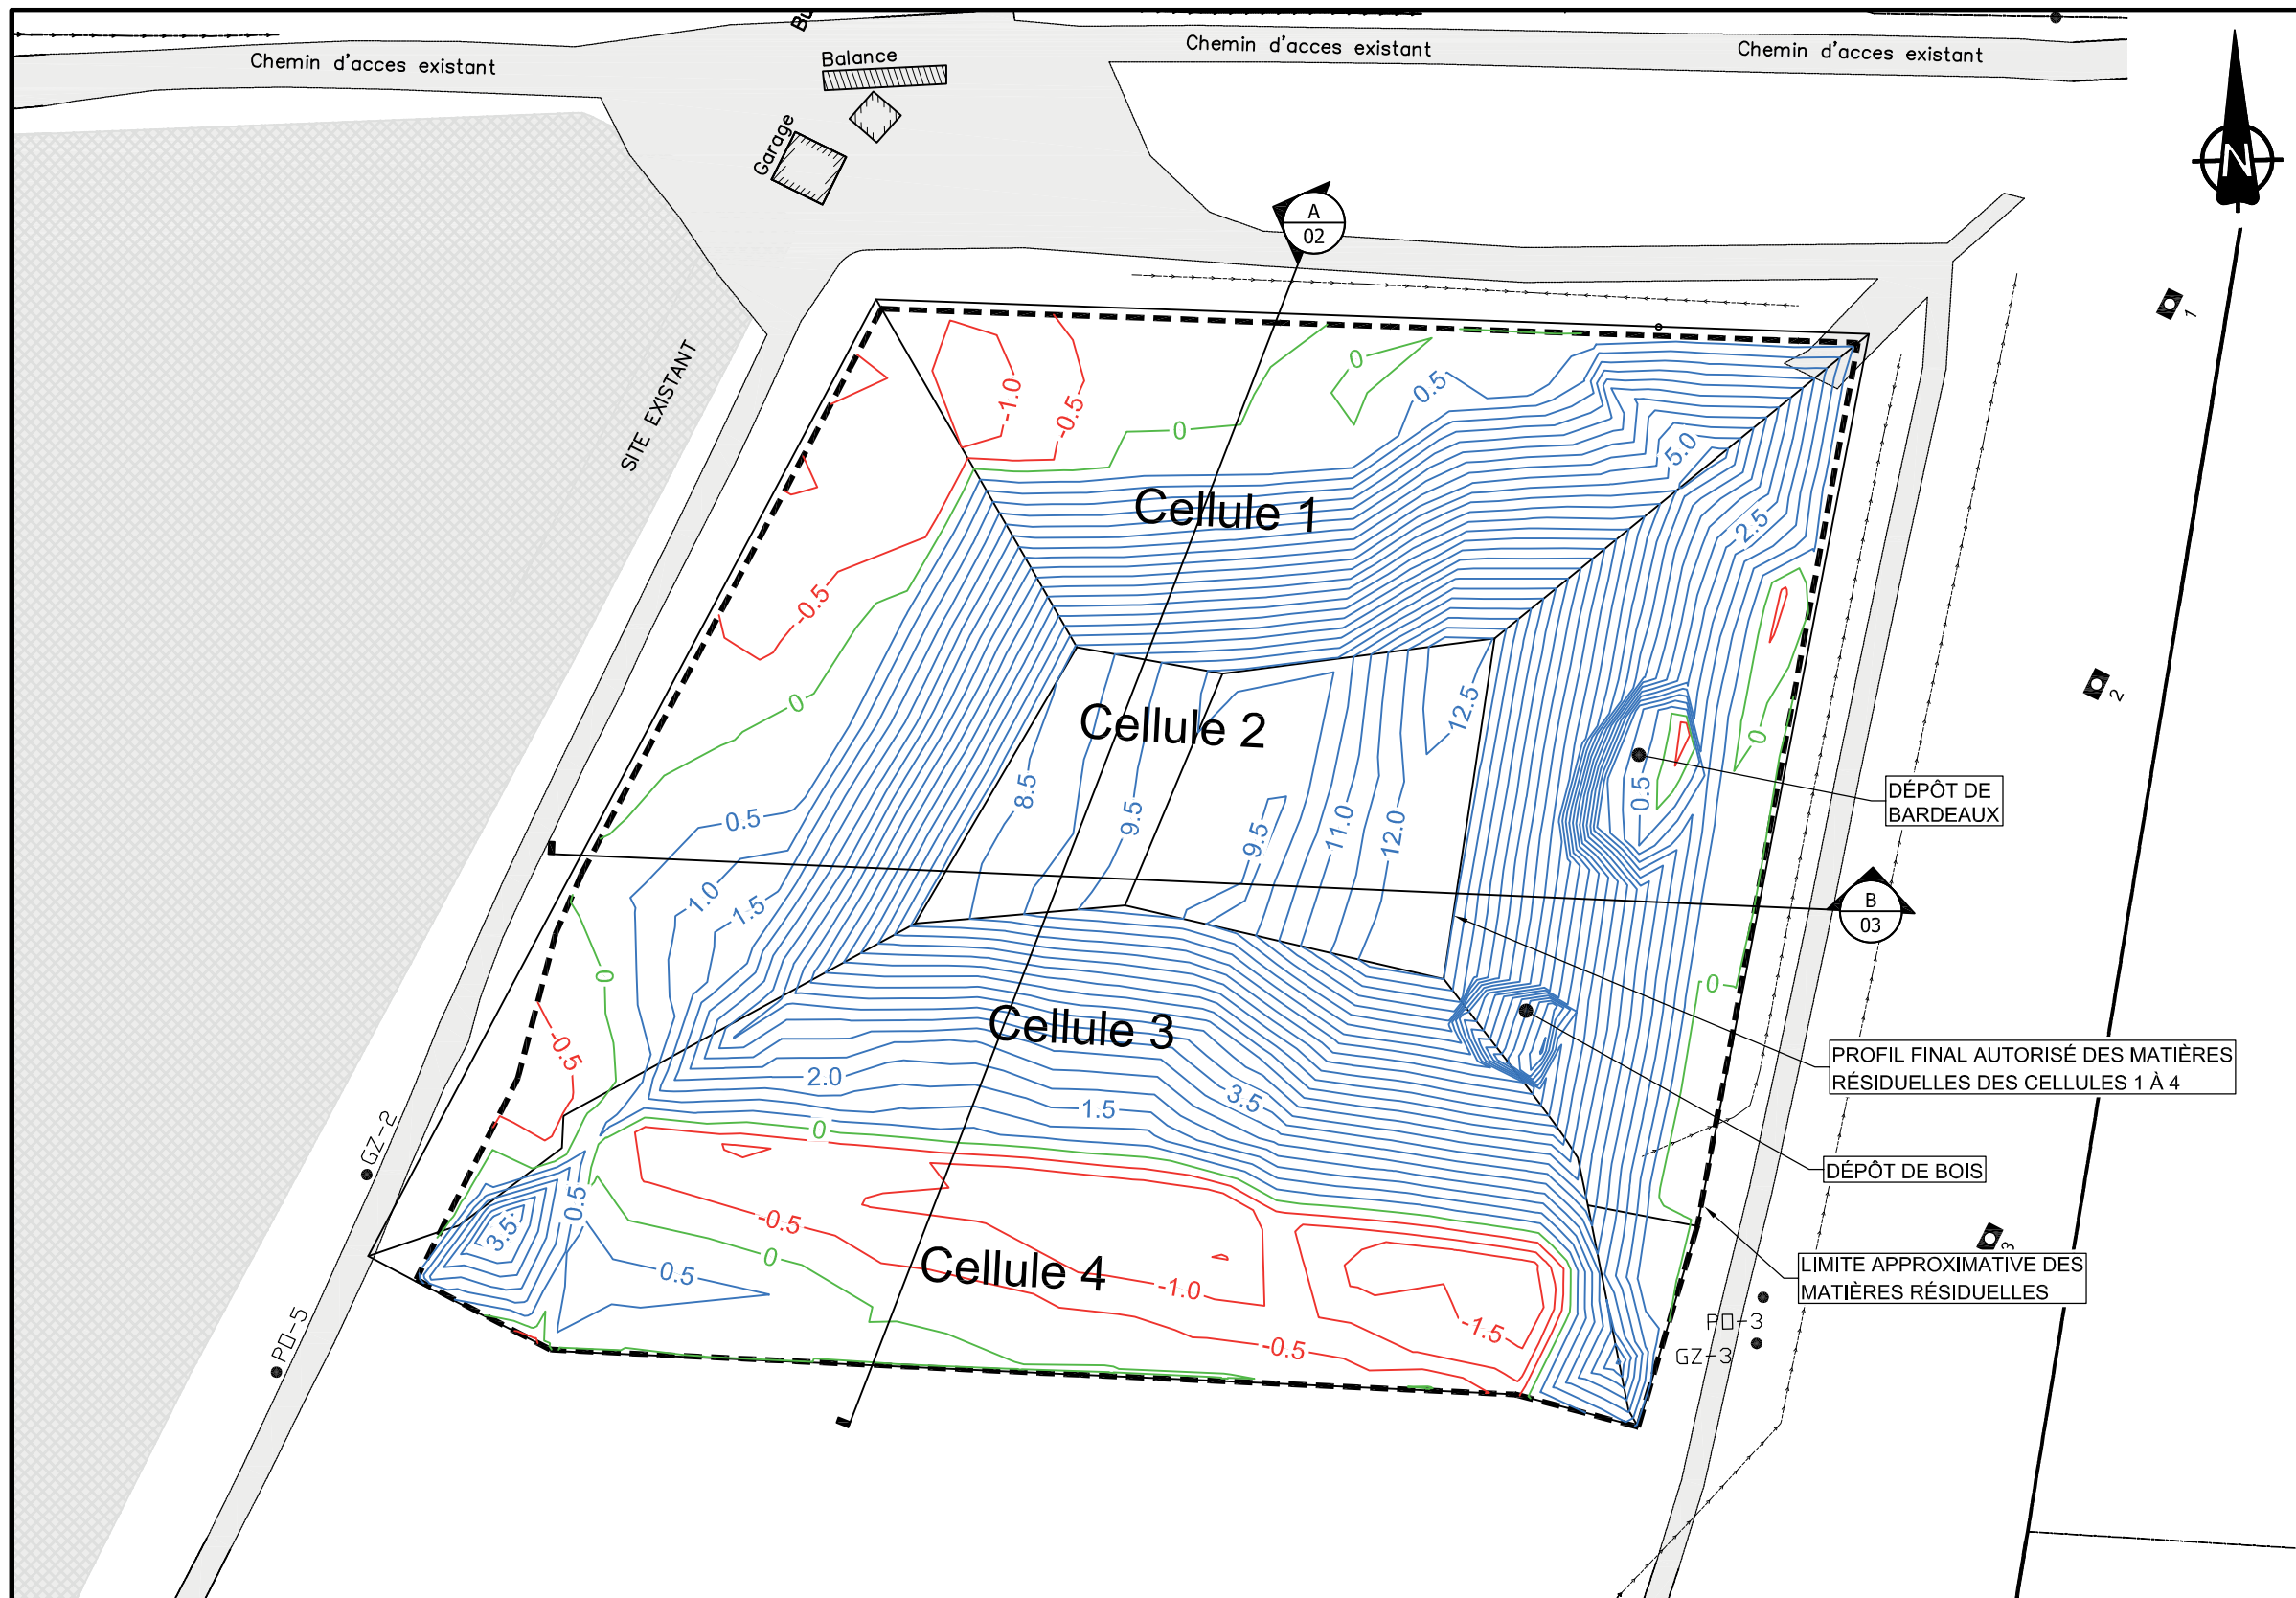 Chemin d'acces existant
Balance
Chemin d'acces existant
Chemin d'acces existant
Garage
N
A
02
1
SITE EXISTANT
-1.0
-0.5
0
0
0.5
5.0
2.5
Cellule 1
-0.5
0
Cellule 2
12.5
2
0
8.5
9.5
9.5
11.0
12.0
0.5
DÉPÔT DE
BARDEAUX
0.5
1.0
1.5
B
03
0
0
Cellule 3
-0.5
PROFIL FINAL AUTORISÉ DES MATIÈRES
RÉSIDUELLES DES CELLULES 1 À 4
2.0
1.5
3.5
0
GZ-2
DÉPÔT DE BOIS
0.5
3.5
-0.5
0
0.5
Cellule 4
-1.0
-1.5
-0.5
3
LIMITE APPROXIMATIVE DES
MATIÈRES RÉSIDUELLES
PO-5
PO-3
GZ-3